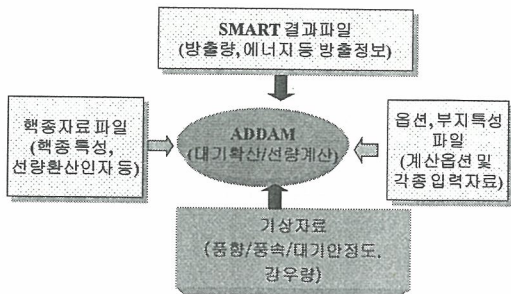 SMART 결과파일
(방출량, 에너지 등 방출정보)
핵종자료 파일
(핵종 특성,
선량환산인자 등)
ADDAM
(대기확산/선량계산)
옵션, 부지특성
파일
(계산옵션 및
각종 입력자료)
기상자료
(풍향/풍속/대기안정도,
강우량)